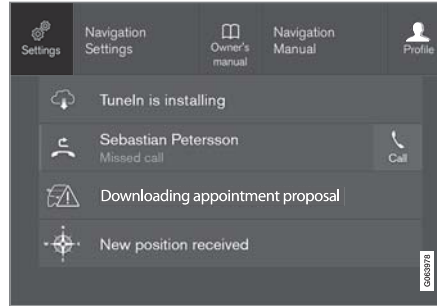 Settings
Navigation
Settings
Owner's
manual
Navigation
Manual
Profile
TuneIn is installing
Sebastian Petersson
Missed call
Call
Downloading appointment proposal
New position received
G063978